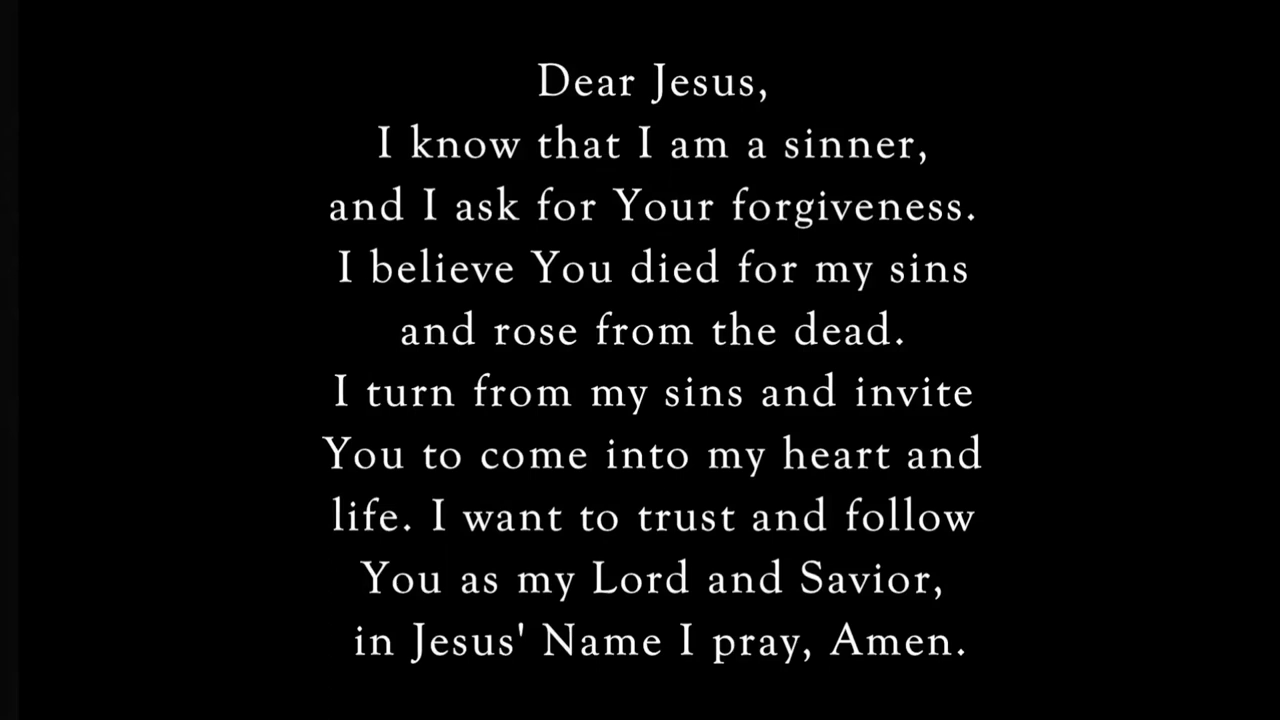 Dear Jesus,
I know that I am a sinner,
and I ask for Your forgiveness.
I believe You died for my sins
and rose from the dead.
I turn from my sins and invite
You to come into my heart and
life. I want to trust and follow
You as my Lord and Savior,
in Jesus' Name I pray, Amen.